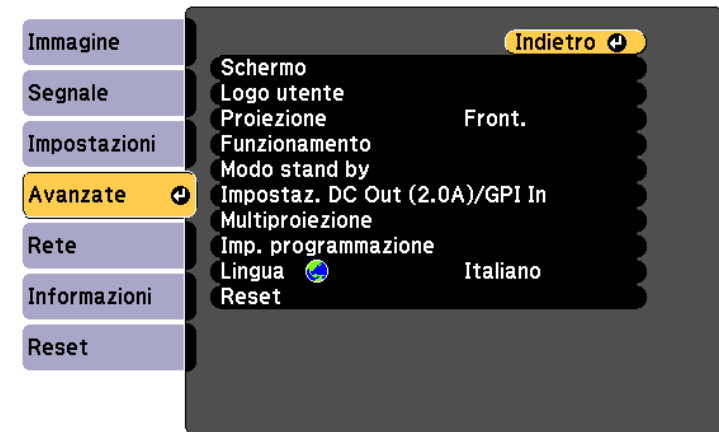 Immagine
Segnale
Impostazioni
Avanzate
Rete
Informazioni
Reset
Indietro
Schermo
Logo utente
Proiezione Front.
Funzionamento
Modo stand by
Impostaz. DC Out (2.0A)/GPI In
Multiproiezione
Imp. programmazione
Lingua Italiano
Reset